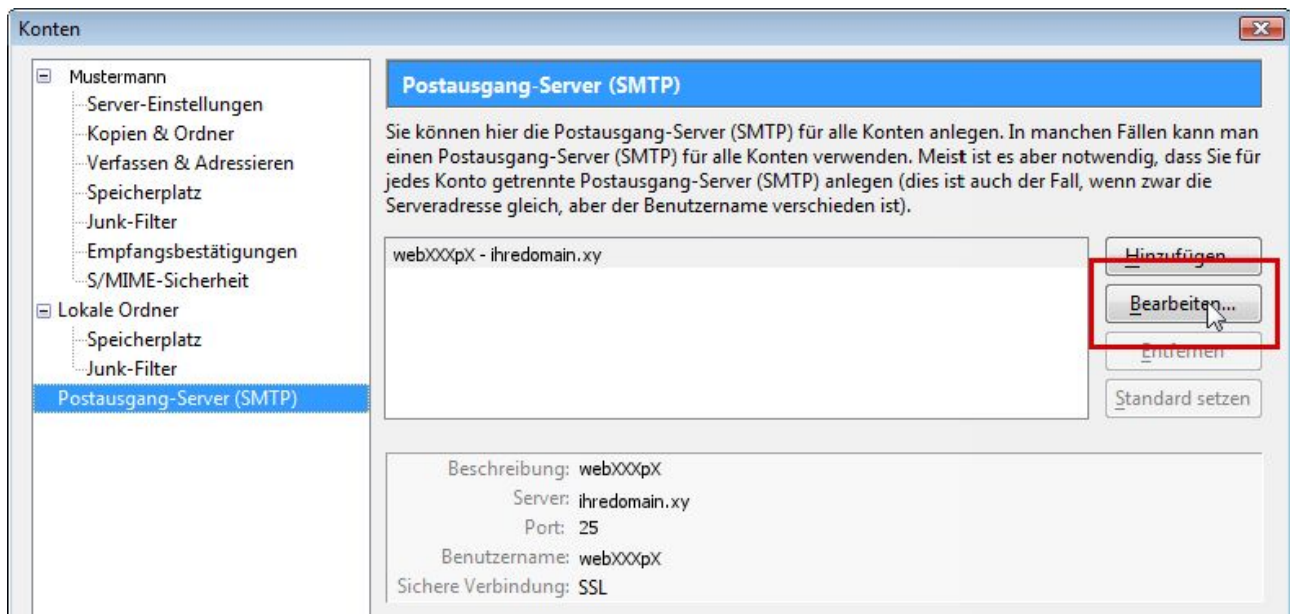 Konten
Mustermann
Server-Einstellungen
Kopien & Ordner
Verfassen & Adressieren
Speicherplatz
Junk-Filter
Empfangsbestätigungen
S/MIME-Sicherheit
Lokale Ordner
Speicherplatz
Junk-Filter
Postausgang-Server (SMTP)
Postausgang-Server (SMTP)
Sie können hier die Postausgang-Server (SMTP) für alle Konten anlegen. In manchen Fällen kann man
einen Postausgang-Server (SMTP) für alle Konten verwenden. Meist ist es aber notwendig, dass Sie für
jedes Konto getrennte Postausgang-Server (SMTP) anlegen (dies ist auch der Fall, wenn zwar die
Serveradresse gleich, aber der Benutzername verschieden ist).
webXXXpX - ihredomain.xy
Hinzufügen...
Bearbeiten...
Entfernen
Standard setzen
Beschreibung: webXXXpX
Server: ihredomain.xy
Port: 25
Benutzername: webXXXpX
Sichere Verbindung: SSL